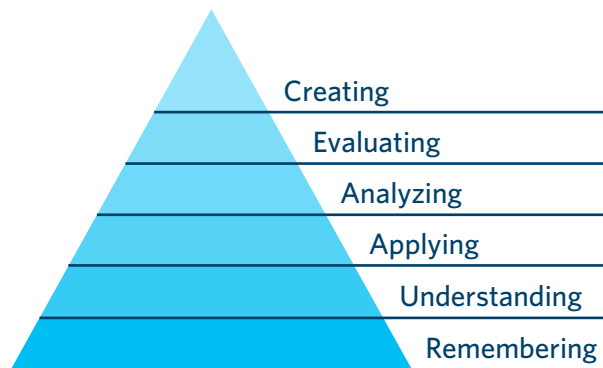 Creating
Evaluating
Analyzing
Applying
Understanding
Remembering